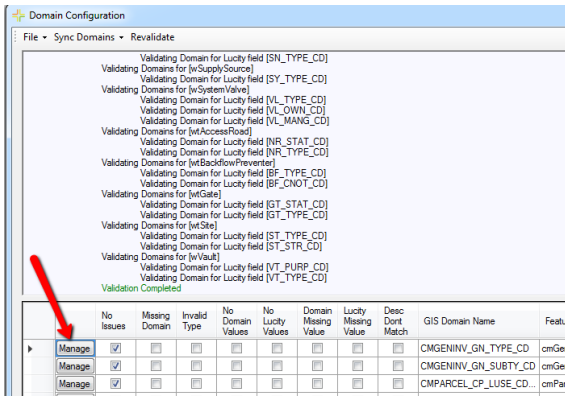 Domain Configuration
File Sync Domains Revalidate
Validating Domain for Lucity field [SN_TYPE_CD]
Validating Domains for [wSupplySource]
Validating Domain for Lucity field [SY_TYPE_CD]
Validating Domains for [wSystemValve]
Validating Domain for Lucity field [VL_TYPE_CD]
Validating Domain for Lucity field [VL_OWN_CD]
Validating Domain for Lucity field [VL_MANG_CD]
Validating Domains for [wtAccessRoad]
Validating Domain for Lucity field [NR_STAT_CD]
Validating Domain for Lucity field [NR_TYPE_CD]
Validating Domains for [wtBackflowPreventer]
Validating Domain for Lucity field [BF_TYPE_CD]
Validating Domain for Lucity field [BF_CNOT_CD]
Validating Domains for [wtGate]
Validating Domain for Lucity field [GT_STAT_CD]
Validating Domain for Lucity field [GT_TYPE_CD]
Validating Domains for [wtSite]
Validating Domain for Lucity field [ST_TYPE_CD]
Validating Domain for Lucity field [ST_STR_CD]
Validating Domains for [wVault]
Validating Domain for Lucity field [VT_PURP_CD]
Validating Domain for Lucity field [VT_TYPE_CD]
Validation Completed
No Issues Missing Domain Invalid Type No Domain Values No Lucity Values Domain Missing Value Lucity Missing Value Desc Dont Match GIS Domain Name Featu
Manage CMGENINV_GN_TYPE_CD cmGe
Manage CMGENINV_GN_SUBTY_CD cmGe
Manage CMPARCEL_CP_LUSE_CD... cmPar